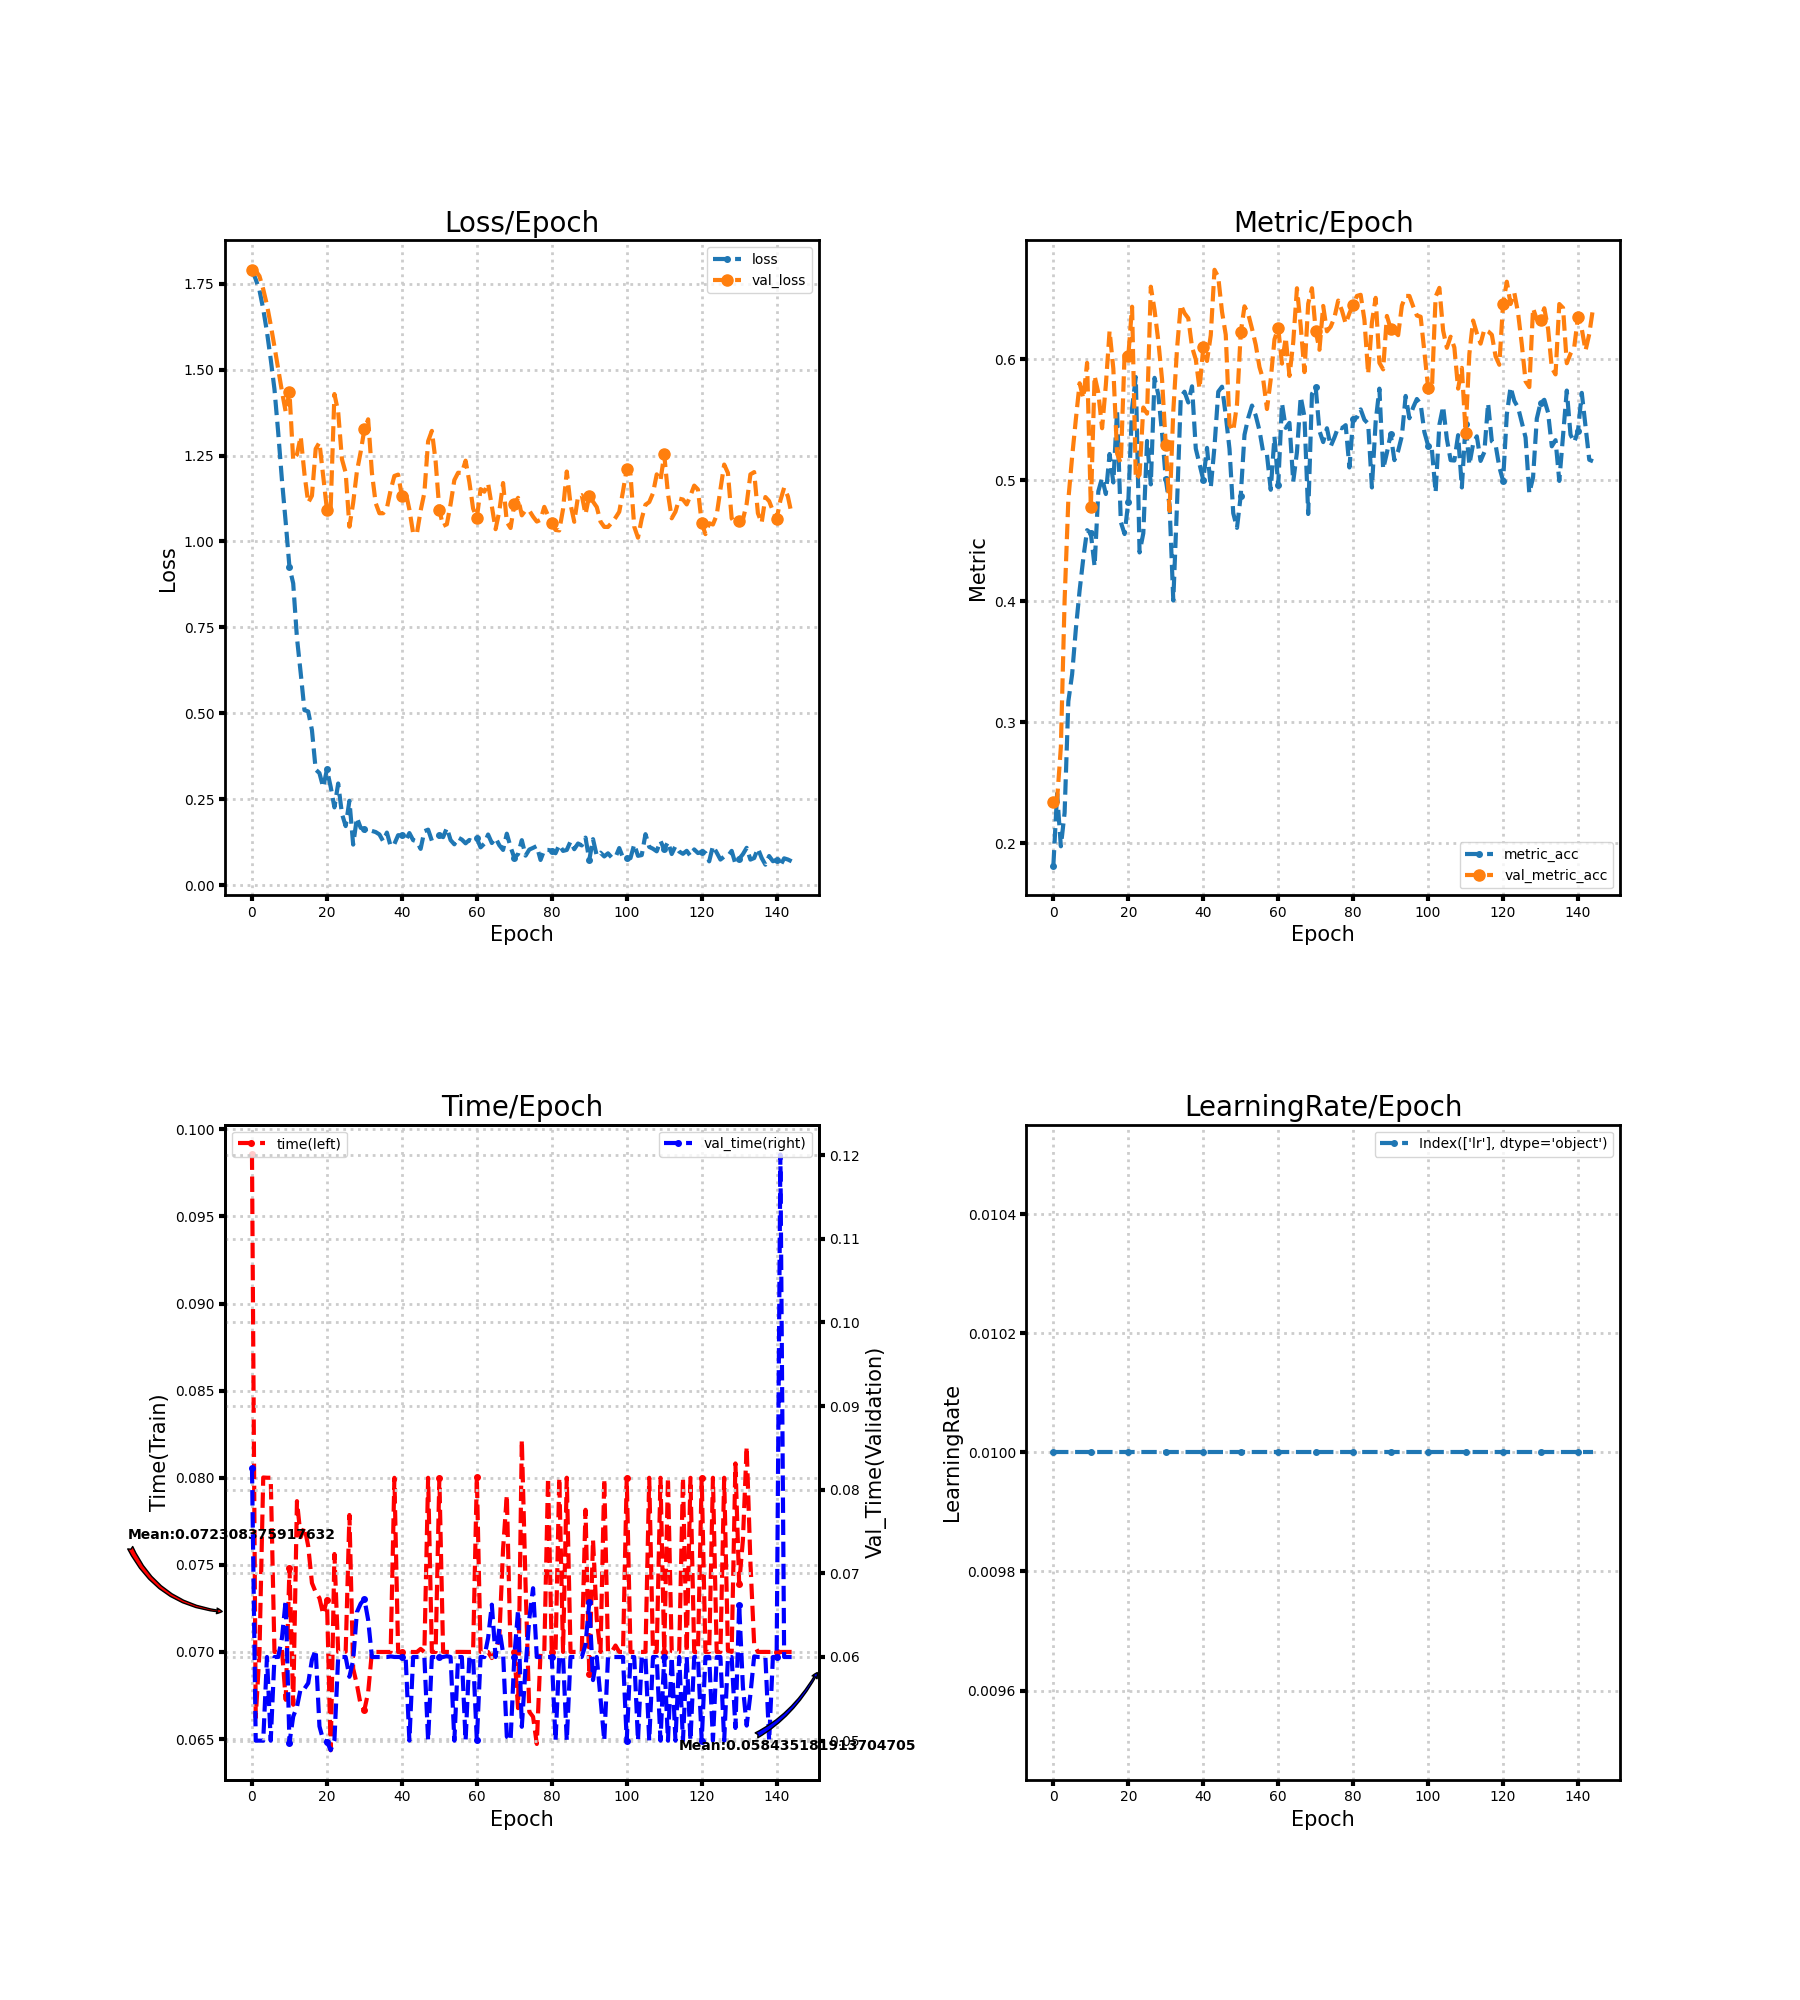 Loss/Epoch
loss
val_loss
1.75
1.50
1.25
1.00
0.75
0.50
0.25
0.00
Loss
0 20 40 60 80 100 120 140
Epoch
Metric/Epoch
0.6
0.5
0.4
0.3
0.2
Metric
metric_acc
val_metric_acc
0 20 40 60 80 100 120 140
Epoch
Time/Epoch
time(left)
val_time(right)
0.100
0.095
0.090
0.085
0.080
0.075
0.070
0.065
Time(Train)
Mean:0.072308375917632
0.12
0.11
0.10
0.09
0.08
0.07
0.06
0.05
Val_Time(Validation)
Mean:0.058435181913704705
0 20 40 60 80 100 120 140
Epoch
LearningRate/Epoch
Index(['lr'], dtype='object')
0.0104
0.0102
0.0100
0.0098
0.0096
LearningRate
0 20 40 60 80 100 120 140
Epoch